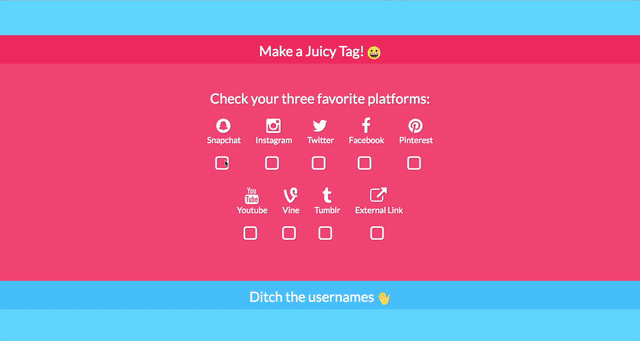 Make a Juicy Tag! 😀
Check your three favorite platforms:
Snapchat Instagram Twitter Facebook Pinterest
You Tube
Youtube Vine Tumblr External Link
Ditch the usernames 👋